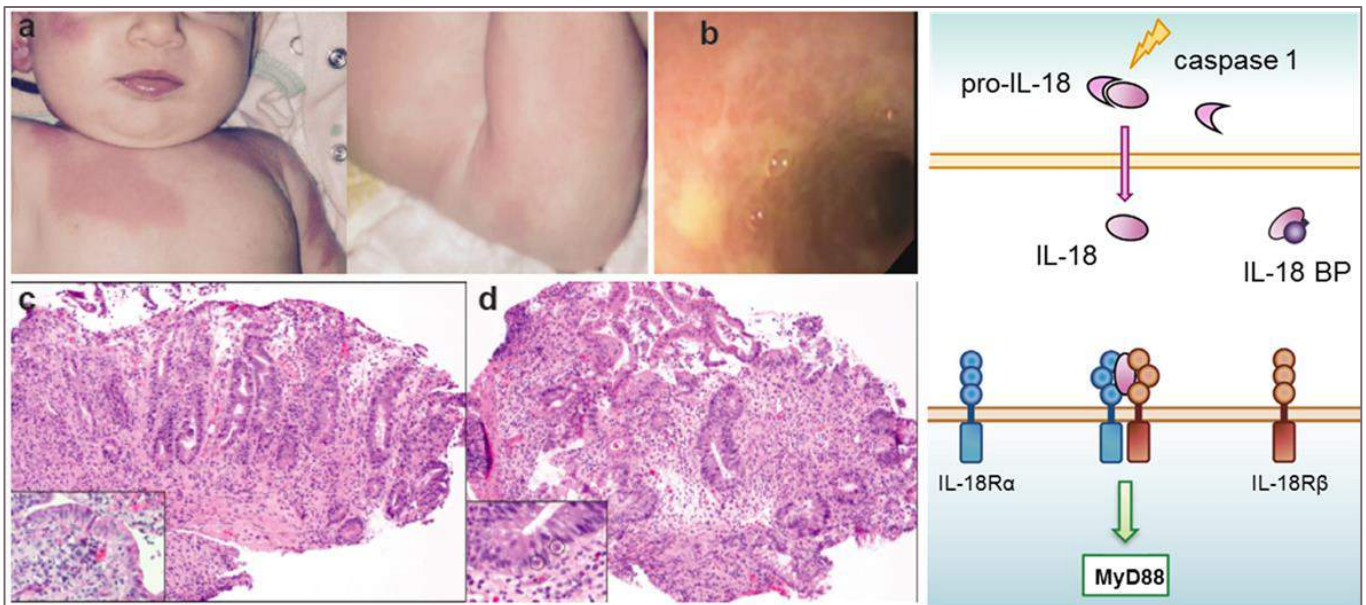 a
b
c
d
caspase 1
pro-IL-18
IL-18
IL-18 BP
IL-18Rα
IL-18Rβ
MyD88